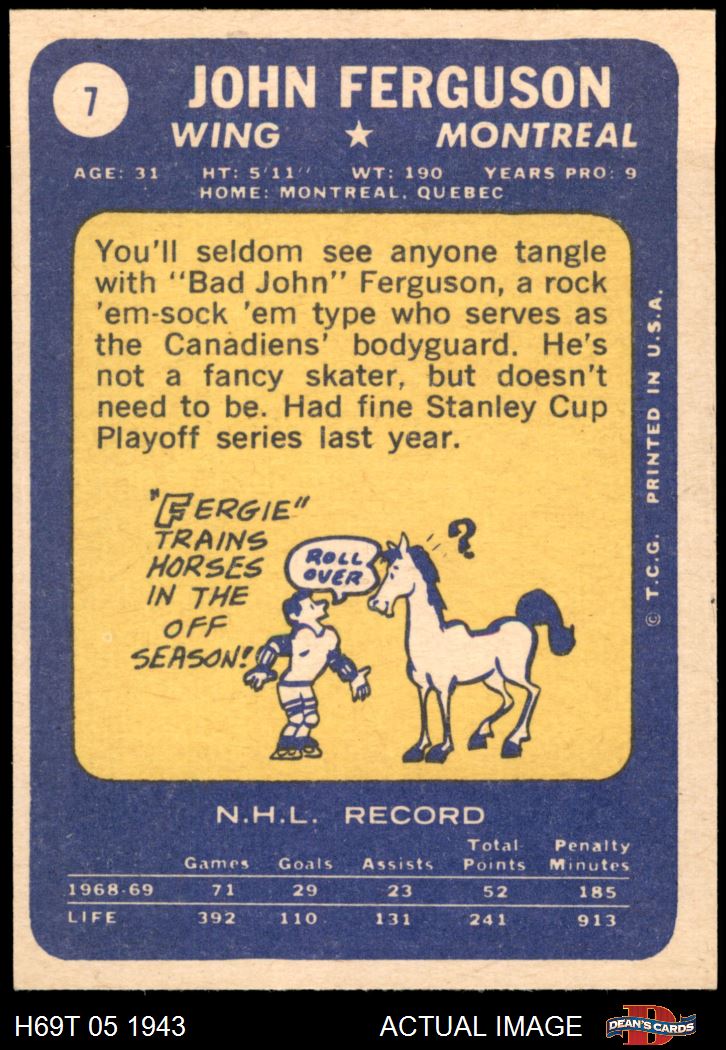 7
JOHN FERGUSON
WING ★ MONTREAL
AGE: 31 HT: 5'11" WT: 190 YEARS PRO: 9
HOME: MONTREAL, QUEBEC
You'll seldom see anyone tangle
with "Bad John" Ferguson, a rock
'em-sock 'em type who serves as
the Canadiens' bodyguard. He's
not a fancy skater, but doesn't
need to be. Had fine Stanley Cup
Playoff series last year.
"FERGIE"
TRAINS
HORSES
IN THE
OFF
SEASON!
ROLL
OVER
?
© T.C.G. PRINTED IN U.S.A.
N.H.L. RECORD
Games Goals Assists Total Points Penalty Minutes
1968-69 71 29 23 52 185
LIFE 392 110 131 241 913
H69T 05 1943 ACTUAL IMAGE
D
DEAN'S CARDS